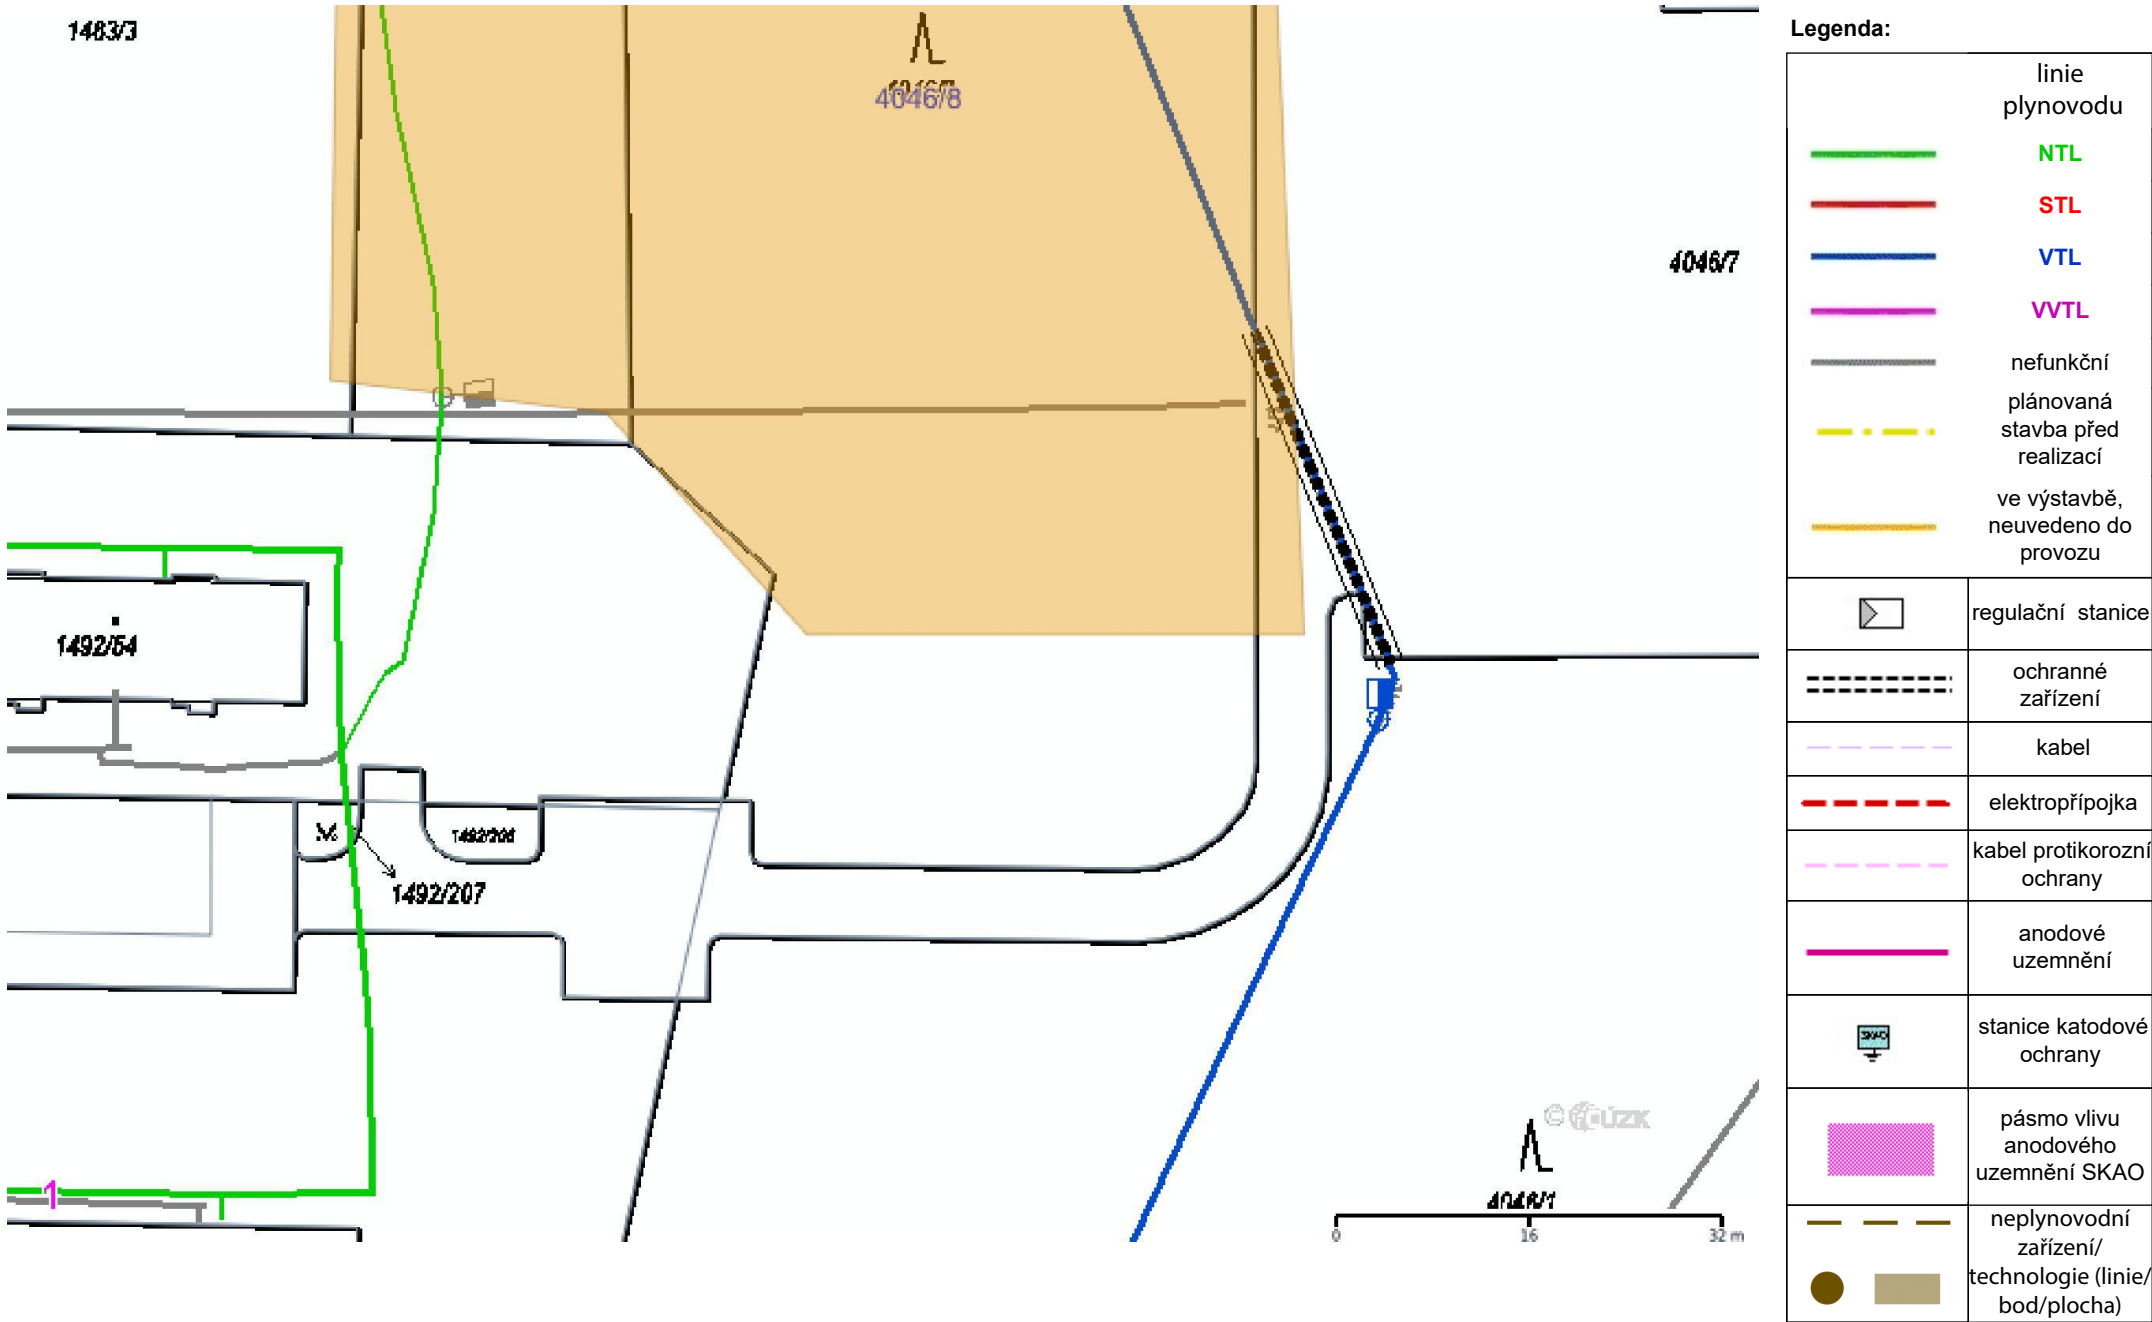 1463/3
4046/8
4046/7
1492/54
1492/206
1492/207
1
4046/1
0 16 32 m
Legenda:
linie
plynovodu
NTL
STL
VTL
VVTL
nefunkční
plánovaná
stavba před
realizací
ve výstavbě,
neuvedeno do
provozu
regulační stanice
ochranné
zařízení
kabel
elektropřípojka
kabel protikorozní
ochrany
anodové
uzemnění
SKAO
stanice katodové
ochrany
pásmo vlivu
anodového
uzemnění SKAO
neplynovodní
zařízení/
technologie (linie/
bod/plocha)